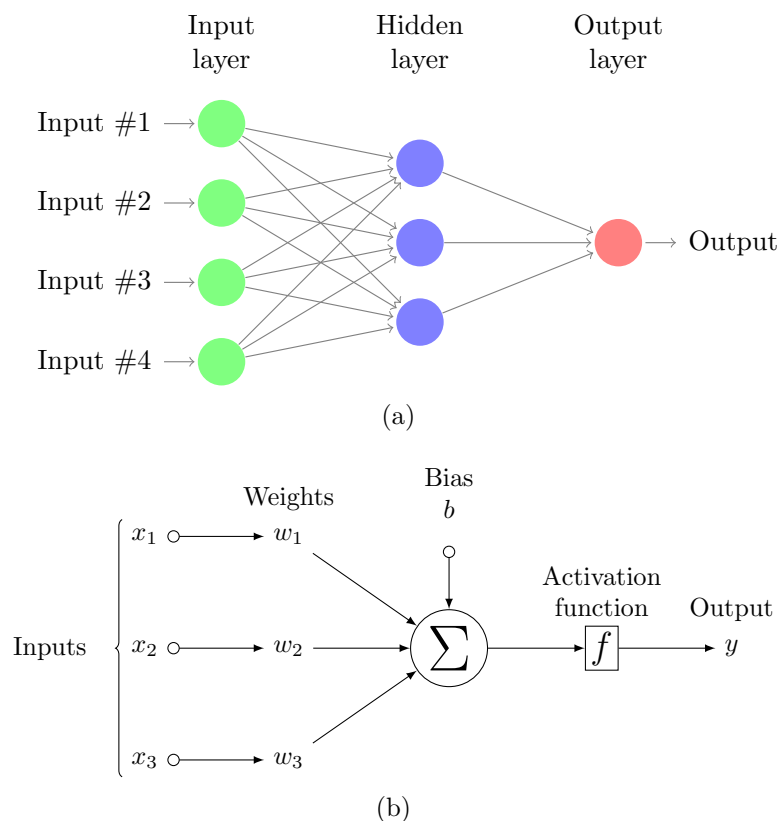 Input
layer
Hidden
layer
Output
layer
Input #1
Input #2
Input #3
Input #4
Output
(a)
Weights
Bias
b
x₁
w₁
Activation
function
Output
Inputs
x₂
w₂
Σ
f
y
x₃
w₃
(b)